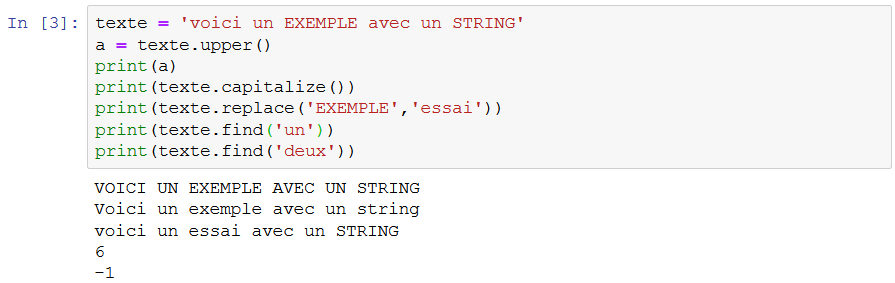 In [3]: texte = 'voici un EXEMPLE avec un STRING'
a = texte.upper()
print(a)
print(texte.capitalize())
print(texte.replace('EXEMPLE','essai'))
print(texte.find('un'))
print(texte.find('deux'))
VOICI UN EXEMPLE AVEC UN STRING
Voici un exemple avec un string
voici un essai avec un STRING
6
-1